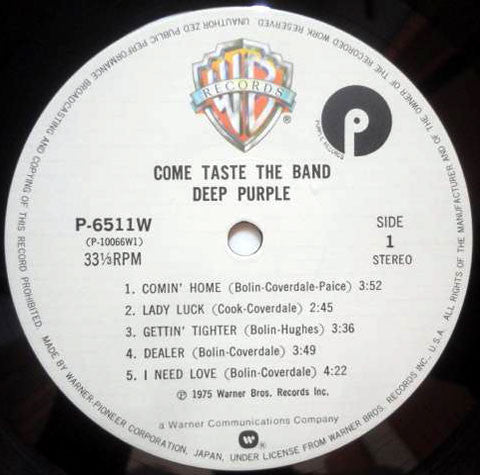 UNAUTHORIZED PUBLIC PERFORMANCE BROADCASTING AND COPYING OF THIS RECORD PROHIBITED.
ALL RIGHTS OF THE MANUFACTURER AND OF THE OWNER OF THE RECORDED WORK RESERVED.
WB
RECORDS
®
P
PURPLE RECORDS
COME TASTE THE BAND
DEEP PURPLE
P-6511W
(P-10066W1)
33⅓RPM
SIDE
1
STEREO
1. COMIN' HOME (Bolin-Coverdale-Paice) 3:52
2. LADY LUCK (Cook-Coverdale) 2:45
3. GETTIN' TIGHTER (Bolin-Hughes) 3:36
4. DEALER (Bolin-Coverdale) 3:49
5. I NEED LOVE (Bolin-Coverdale) 4:22
℗ 1975 Warner Bros. Records Inc.
a Warner Communications Company
W
®
MADE BY WARNER-PIONEER CORPORATION, JAPAN, UNDER LICENSE FROM WARNER BROS. RECORDS INC., U.S.A.